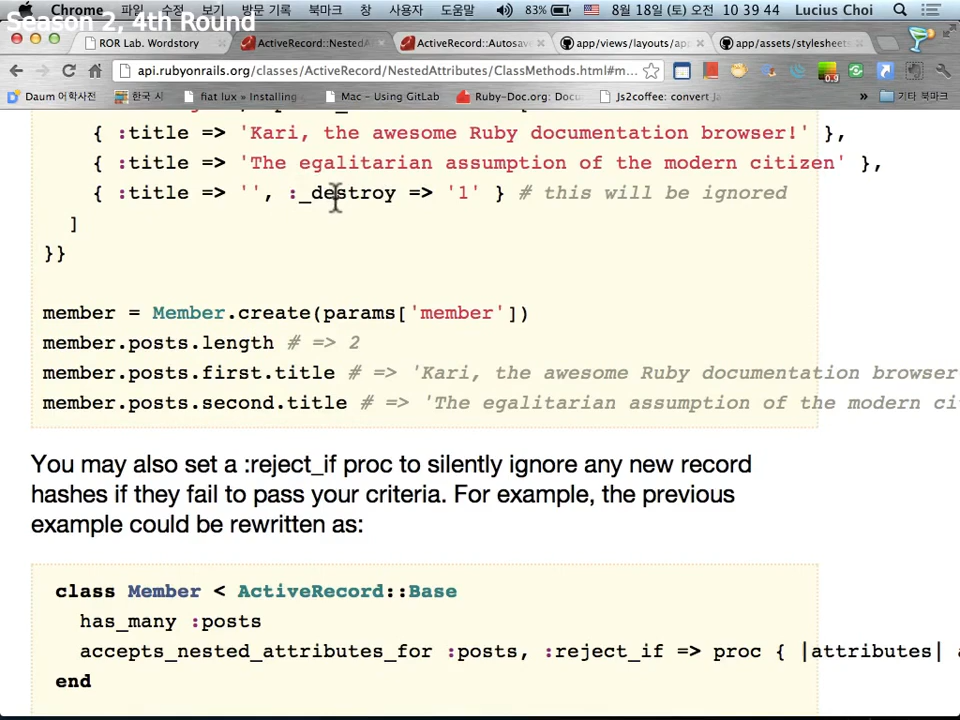 Chrome 파일 수정 보기 방문 기록 북마크 창 사용자 도움말 83% 8월 18일(토) 오전 10 39 44 Lucius Choi
Season 2, 4th Round
ROR Lab. Wordstory ActiveRecord::NestedA ActiveRecord::Autosav app/views/layouts/ap app/assets/stylesheets
api.rubyonrails.org/classes/ActiveRecord/NestedAttributes/ClassMethods.html#m... 0.9
Daum 어학사전 한국 시 fiat lux » Installing Mac - Using GitLab Ruby-Doc.org: Docu Js2coffee: convert Ja » 기타 북마크
{ :title => 'Kari, the awesome Ruby documentation browser!' },
{ :title => 'The egalitarian assumption of the modern citizen' },
{ :title => '', :_destroy => '1' } # this will be ignored
]
}}
member = Member.create(params['member'])
member.posts.length # => 2
member.posts.first.title # => 'Kari, the awesome Ruby documentation browser
member.posts.second.title # => 'The egalitarian assumption of the modern ci
You may also set a :reject_if proc to silently ignore any new record
hashes if they fail to pass your criteria. For example, the previous
example could be rewritten as:
class Member < ActiveRecord::Base
has_many :posts
accepts_nested_attributes_for :posts, :reject_if => proc { |attributes| a
end